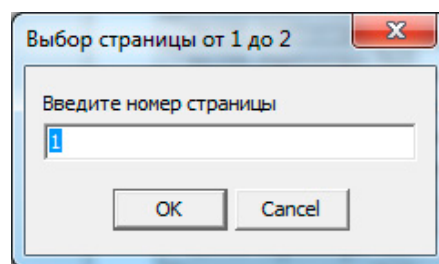 Выбор страницы от 1 до 2
Введите номер страницы
1
OK
Cancel